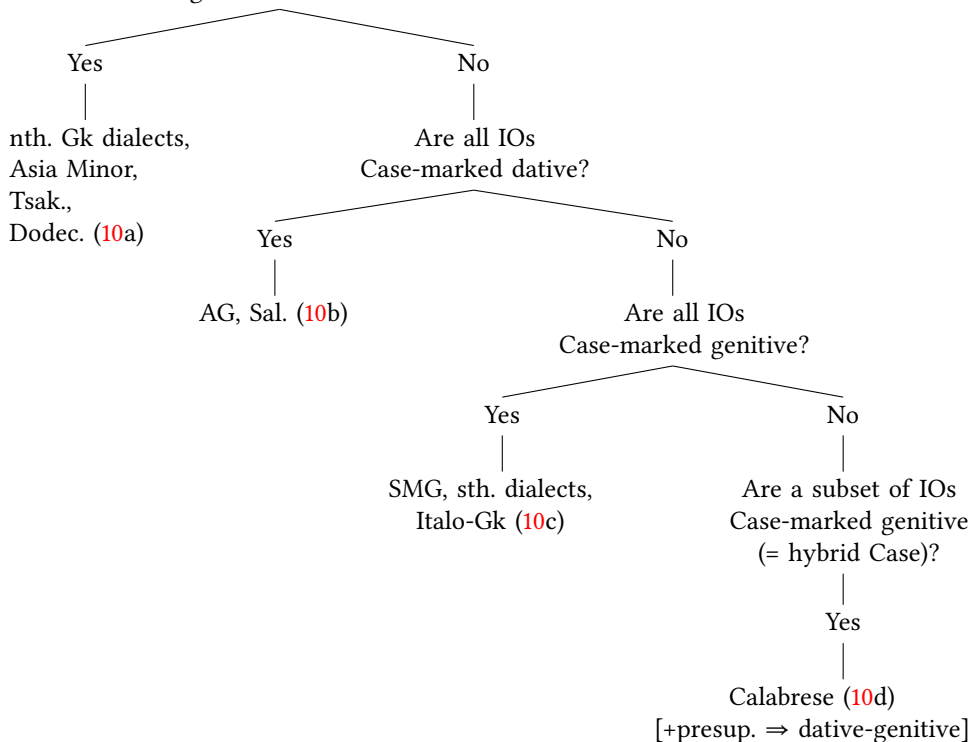 Yes
No
nth. Gk dialects,
Asia Minor,
Tsak.,
Dodec. (10a)
Are all IOs
Case-marked dative?
Yes
No
AG, Sal. (10b)
Are all IOs
Case-marked genitive?
Yes
No
SMG, sth. dialects,
Italo-Gk (10c)
Are a subset of IOs
Case-marked genitive
(= hybrid Case)?
Yes
Calabrese (10d)
[+presup. ⇒ dative-genitive]